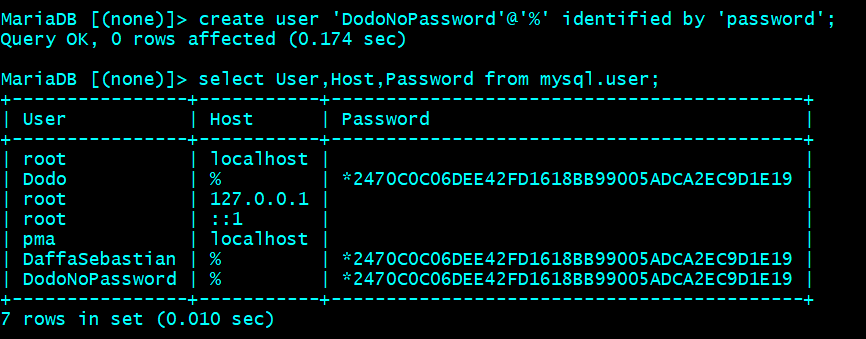 MariaDB [(none)]> create user 'DodoNoPassword'@'%' identified by 'password';
Query OK, 0 rows affected (0.174 sec)

MariaDB [(none)]> select User,Host,Password from mysql.user;
+----------------+-----------+-------------------------------------------+
| User           | Host      | Password                                  |
+----------------+-----------+-------------------------------------------+
| root           | localhost |                                           |
| Dodo           | %         | *2470C0C06DEE42FD1618BB99005ADCA2EC9D1E19 |
| root           | 127.0.0.1 |                                           |
| root           | ::1       |                                           |
| pma            | localhost |                                           |
| DaffaSebastian | %         | *2470C0C06DEE42FD1618BB99005ADCA2EC9D1E19 |
| DodoNoPassword | %         | *2470C0C06DEE42FD1618BB99005ADCA2EC9D1E19 |
+----------------+-----------+-------------------------------------------+
7 rows in set (0.010 sec)